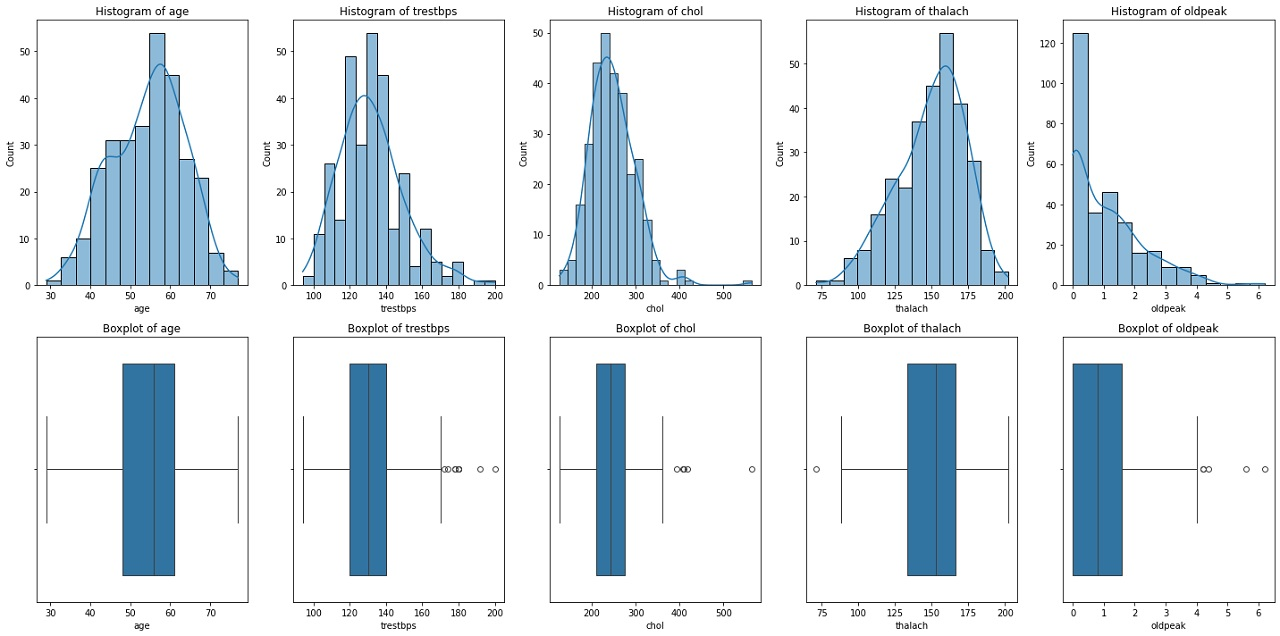 Histogram of age
Histogram of trestbps
Histogram of chol
Histogram of thalach
Histogram of oldpeak
Count
50
40
30
20
10
0
30 40 50 60 70
age
Count
50
40
30
20
10
0
100 120 140 160 180 200
trestbps
Count
50
40
30
20
10
0
200 300 400 500
chol
Count
50
40
30
20
10
0
75 100 125 150 175 200
thalach
Count
120
100
80
60
40
20
0
0 1 2 3 4 5 6
oldpeak
Boxplot of age
Boxplot of trestbps
Boxplot of chol
Boxplot of thalach
Boxplot of oldpeak
30 40 50 60 70
age
100 120 140 160 180 200
trestbps
200 300 400 500
chol
75 100 125 150 175 200
thalach
0 1 2 3 4 5 6
oldpeak